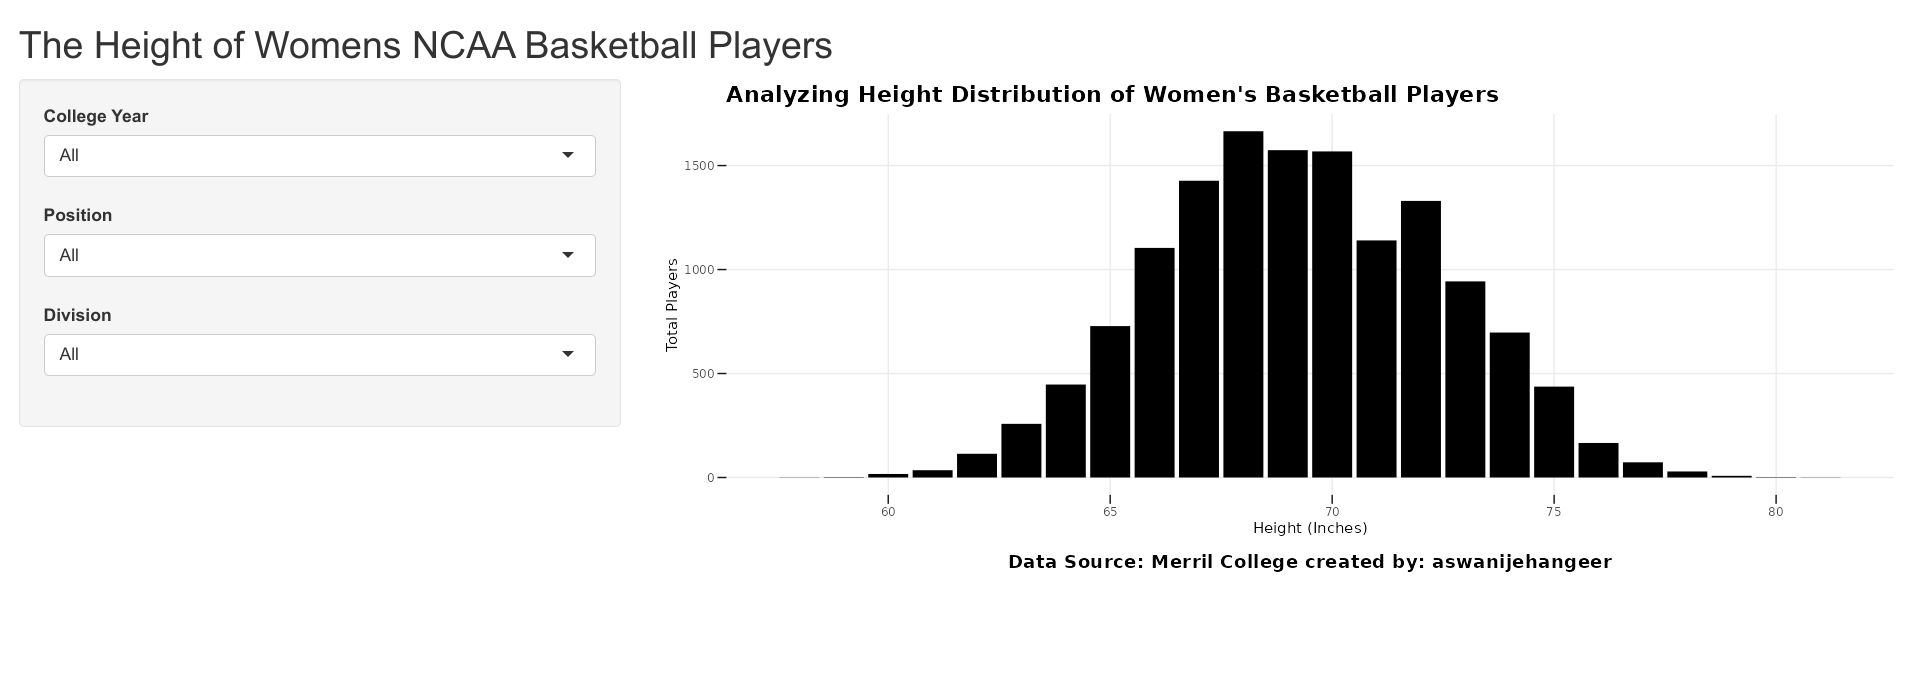 The Height of Womens NCAA Basketball Players
College Year
All
Position
All
Division
All
Analyzing Height Distribution of Women's Basketball Players
Total Players
1500
1000
500
0
60 65 70 75 80
Height (Inches)
Data Source: Merril College created by: aswanijehangeer